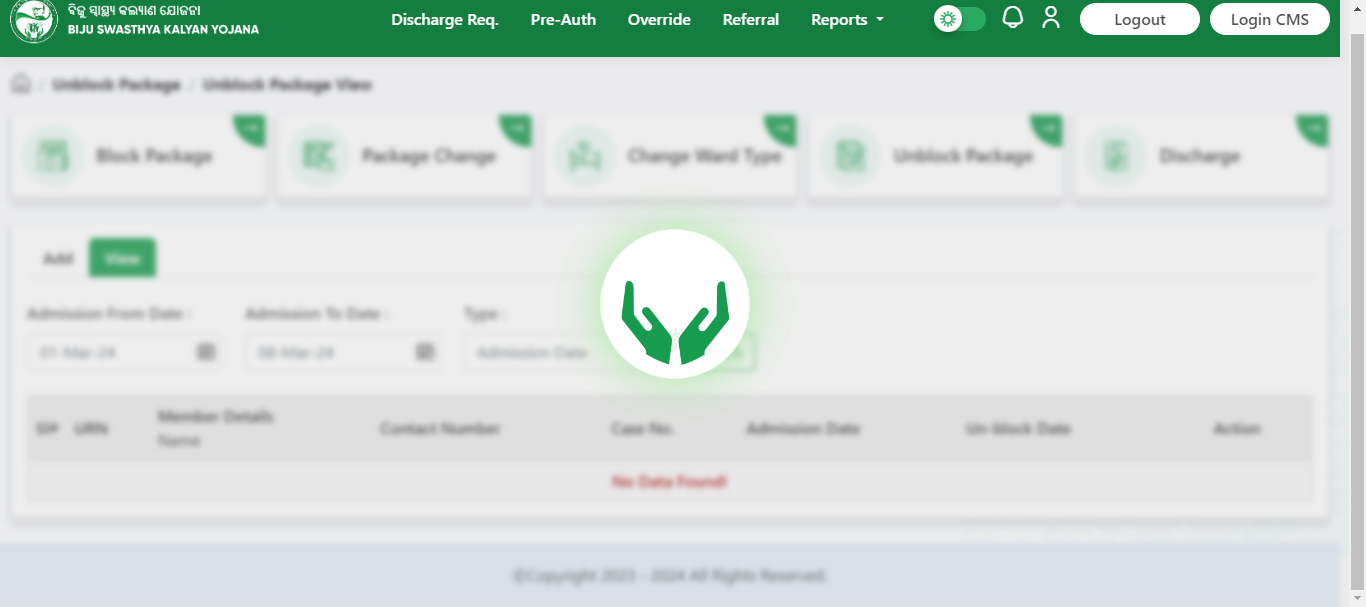 ବିଜୁ ସ୍ୱାସ୍ଥ୍ୟ କଲ୍ୟାଣ ଯୋଜନା
BIJU SWASTHYA KALYAN YOJANA
Discharge Req. Pre-Auth Override Referral Reports Logout Login CMS
/ Unblock Package / Unblock Package View
Block Package Package Change Change Ward Type Unblock Package Discharge
Add View
Admission From Date : Admission To Date : Type :
01-Mar-24 06-Mar-24 Admission Date
Sl# URN Member Details Contact Number Case No. Admission Date Un-block Date Action
Name
No Data Found!
©Copyright 2023 - 2024 All Rights Reserved.